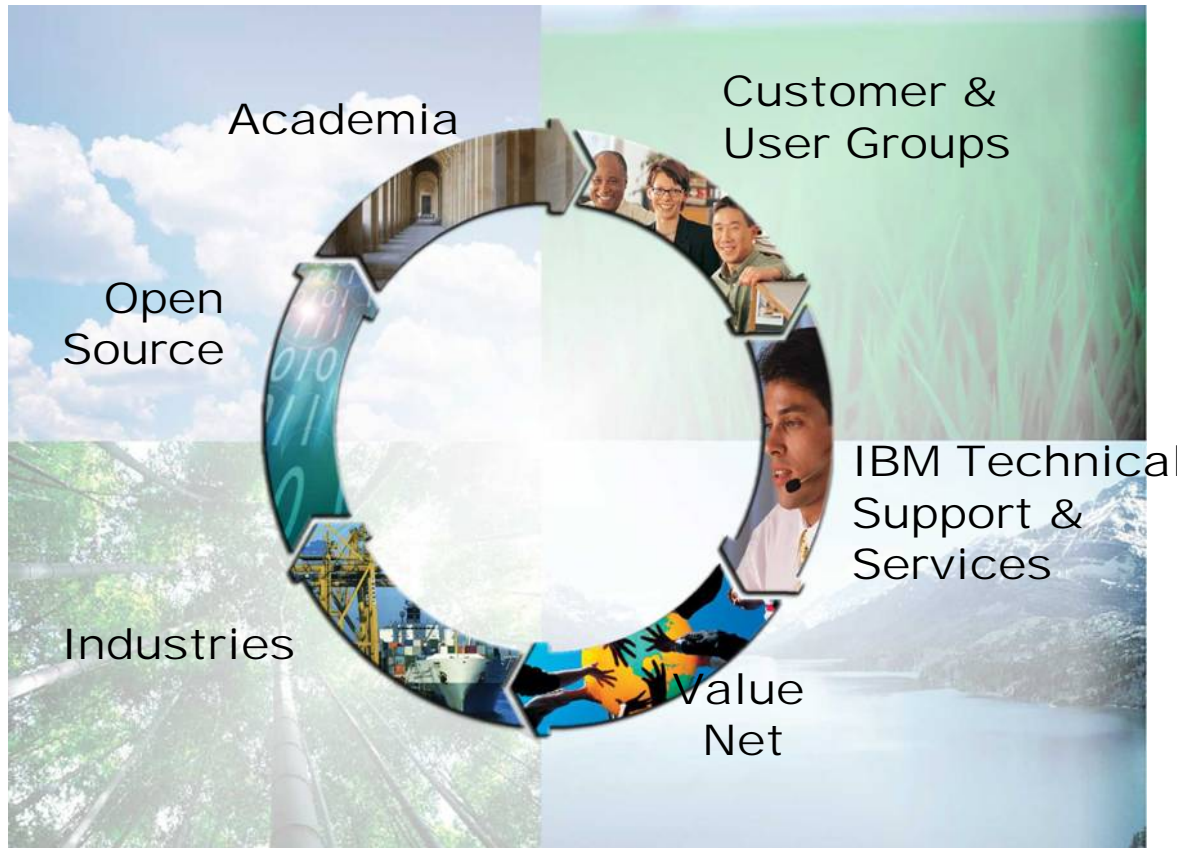 Academia
Customer &
User Groups
Open
Source
IBM Technical
Support &
Services
Industries
Value
Net